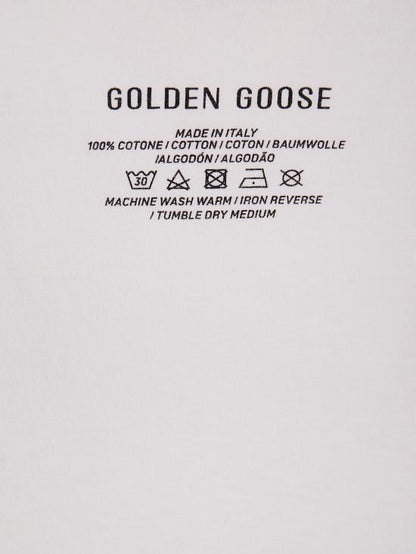 GOLDEN GOOSE
MADE IN ITALY
100% COTONE / COTTON / COTON / BAUMWOLLE
/ALGODÓN / ALGODÃO
30
MACHINE WASH WARM / IRON REVERSE
/ TUMBLE DRY MEDIUM